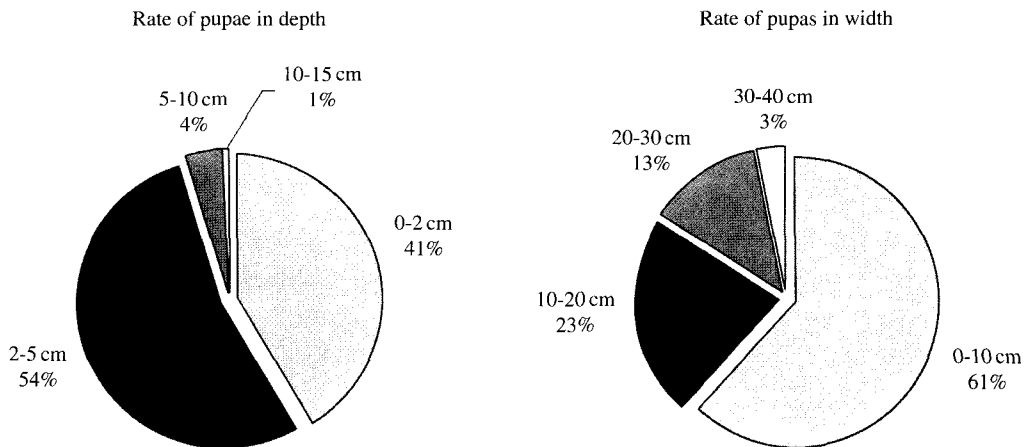 Rate of pupae in depth
10-15 cm
1%
5-10 cm
4%
0-2 cm
41%
2-5 cm
54%
Rate of pupas in width
30-40 cm
3%
20-30 cm
13%
10-20 cm
23%
0-10 cm
61%